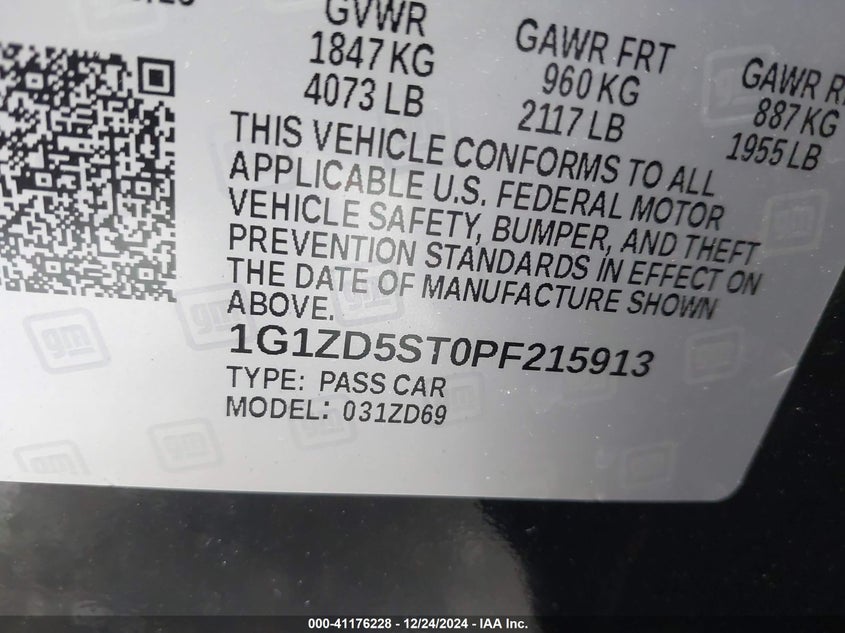 GVWR
1847 KG
4073 LB
GAWR FRT
960 KG
2117 LB
GAWR
887 KG
1955 LB
THIS VEHICLE CONFORMS TO ALL
APPLICABLE U.S. FEDERAL MOTOR
VEHICLE SAFETY, BUMPER, AND THEFT
PREVENTION STANDARDS IN EFFECT ON
THE DATE OF MANUFACTURE SHOWN
ABOVE.
1G1ZD5ST0PF215913
TYPE: PASS CAR
MODEL: 031ZD69
gm
000-41176228 - 12/24/2024 - IAA Inc.